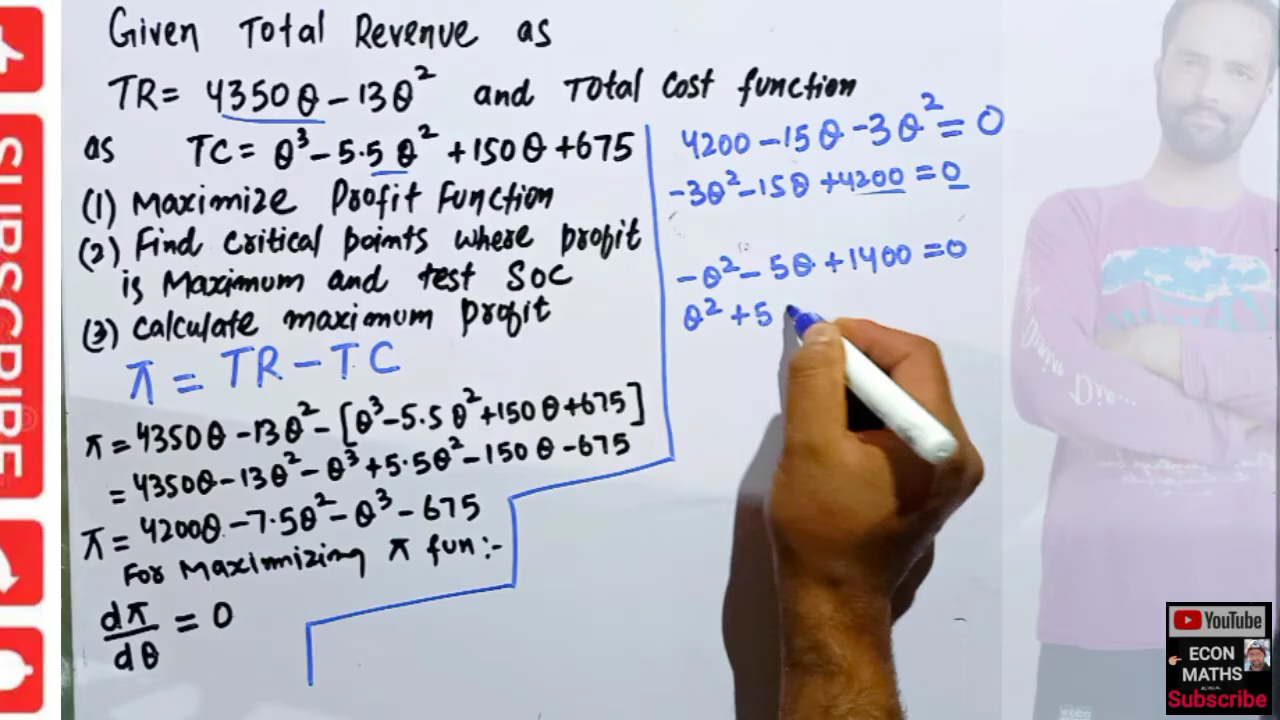 Given Total Revenue as
TR= 4350θ - 13θ² and Total Cost function
as TC= θ³ - 5.5 θ² + 150θ + 675
(1) Maximize Profit Function
(2) Find critical points where profit
is Maximum and test SOC
(3) Calculate maximum profit
π = TR - TC
π = 4350θ - 13θ² - [θ³ - 5.5θ² + 150θ + 675]
= 4350θ - 13θ² - θ³ + 5.5θ² - 150θ - 675
π = 4200θ - 7.5θ² - θ³ - 675
For Maximizing π fun:-
dπ/dθ = 0
4200 - 15θ - 3θ² = 0
-3θ² - 15θ + 4200 = 0
-θ² - 5θ + 1400 = 0
θ² + 5
SUBSCRIBE
YouTube
ECON
MATHS
Subscribe